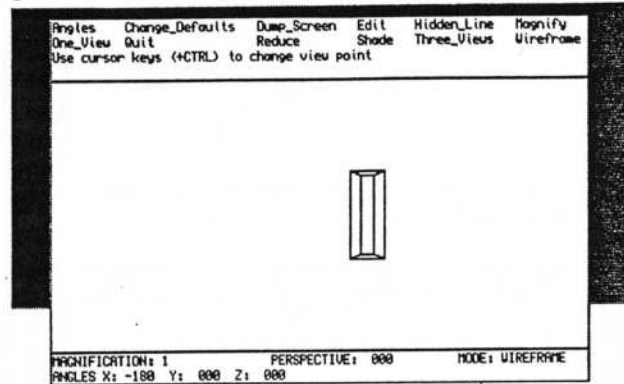 Angles Change_Defaults Dump_Screen Edit Hidden_Line Magnify
One_View Quit Reduce Shade Three_Views Wireframe
Use cursor keys (+CTRL) to change view point
MAGNIFICATION: 1 PERSPECTIVE: 000 MODE: WIREFRAME
ANGLES X: -180 Y: 000 Z: 000